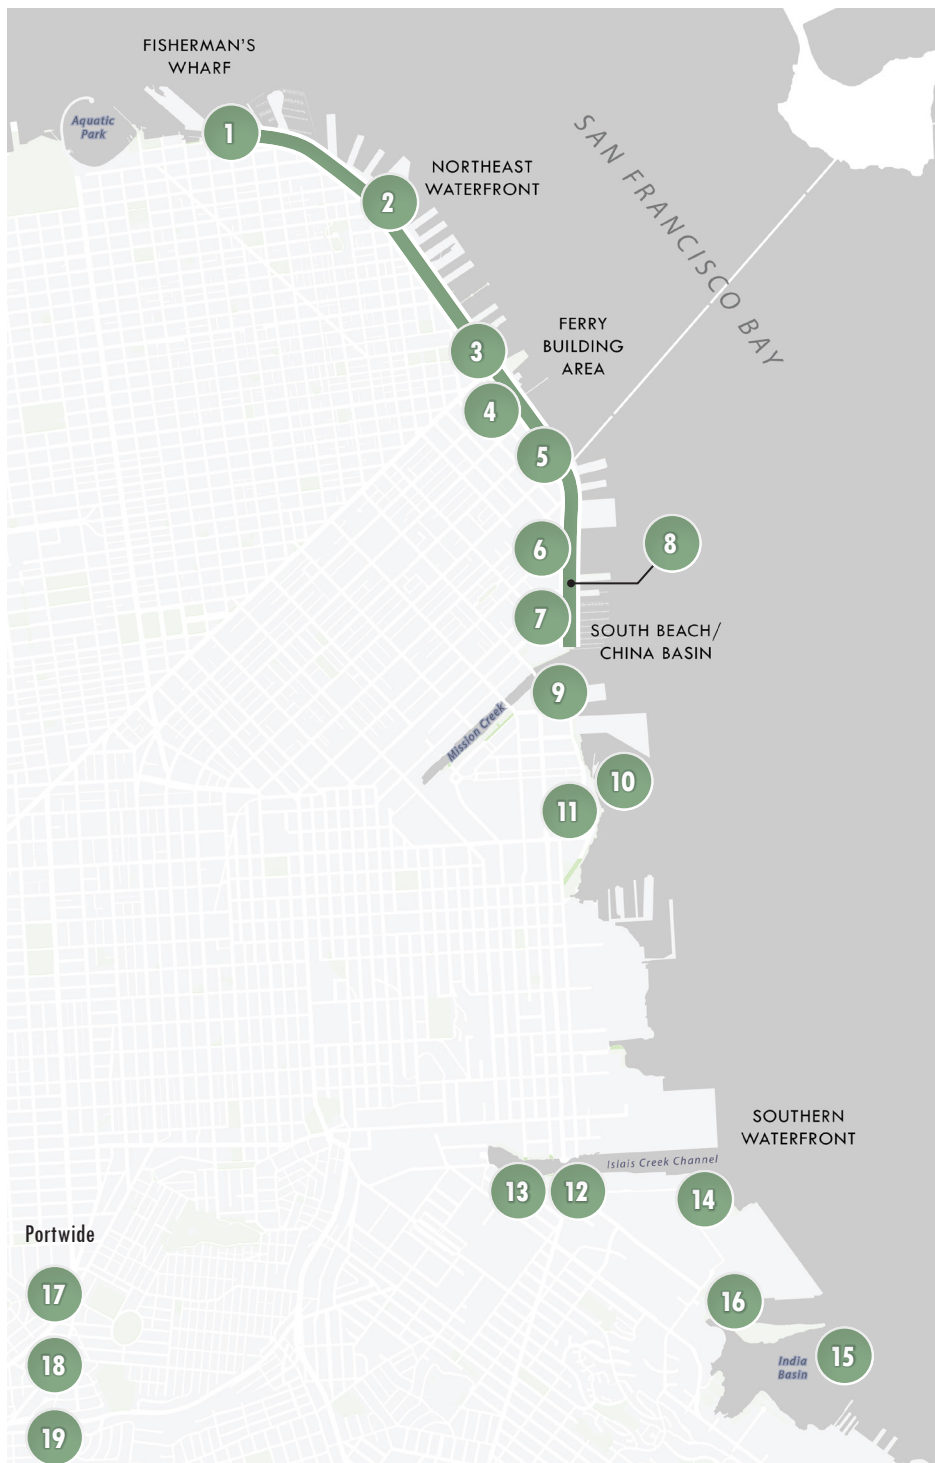 FISHERMAN'S
WHARF
Aquatic
Park
1
NORTHEAST
WATERFRONT
2
SAN FRANCISCO BAY
FERRY
BUILDING
AREA
3
4
5
6
8
7
SOUTH BEACH/
CHINA BASIN
9
Mission Creek
10
11
SOUTHERN
WATERFRONT
Islais Creek Channel
13
12
14
Portwide
17
16
18
15
India
Basin
19